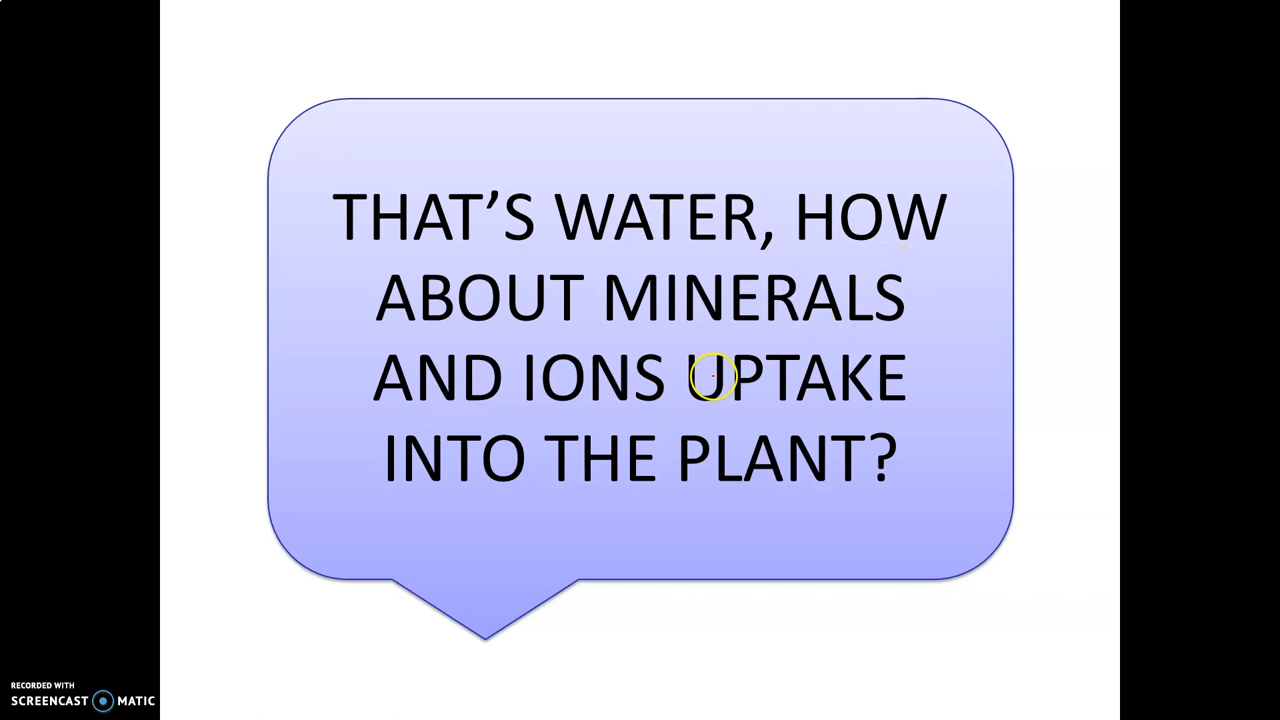 THAT’S WATER, HOW
ABOUT MINERALS
AND IONS UPTAKE
INTO THE PLANT?
RECORDED WITH
SCREENCAST MATIC